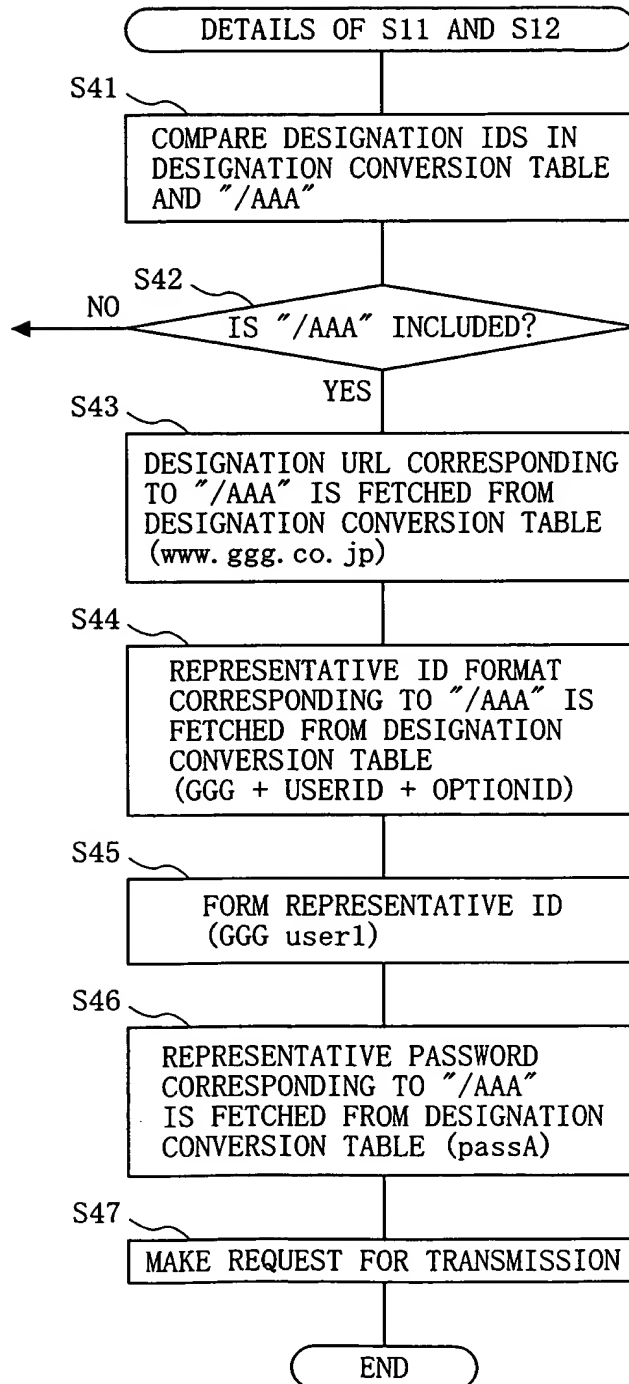 DETAILS OF S11 AND S12
S41
COMPARE DESIGNATION IDS IN
DESIGNATION CONVERSION TABLE
AND "/AAA"
S42
NO
IS "/AAA" INCLUDED?
YES
S43
DESIGNATION URL CORRESPONDING
TO "/AAA" IS FETCHED FROM
DESIGNATION CONVERSION TABLE
(www.ggg.co.jp)
S44
REPRESENTATIVE ID FORMAT
CORRESPONDING TO "/AAA" IS
FETCHED FROM DESIGNATION
CONVERSION TABLE
(GGG + USERID + OPTIONID)
S45
FORM REPRESENTATIVE ID
(GGG user1)
S46
REPRESENTATIVE PASSWORD
CORRESPONDING TO "/AAA"
IS FETCHED FROM DESIGNATION
CONVERSION TABLE (passA)
S47
MAKE REQUEST FOR TRANSMISSION
END